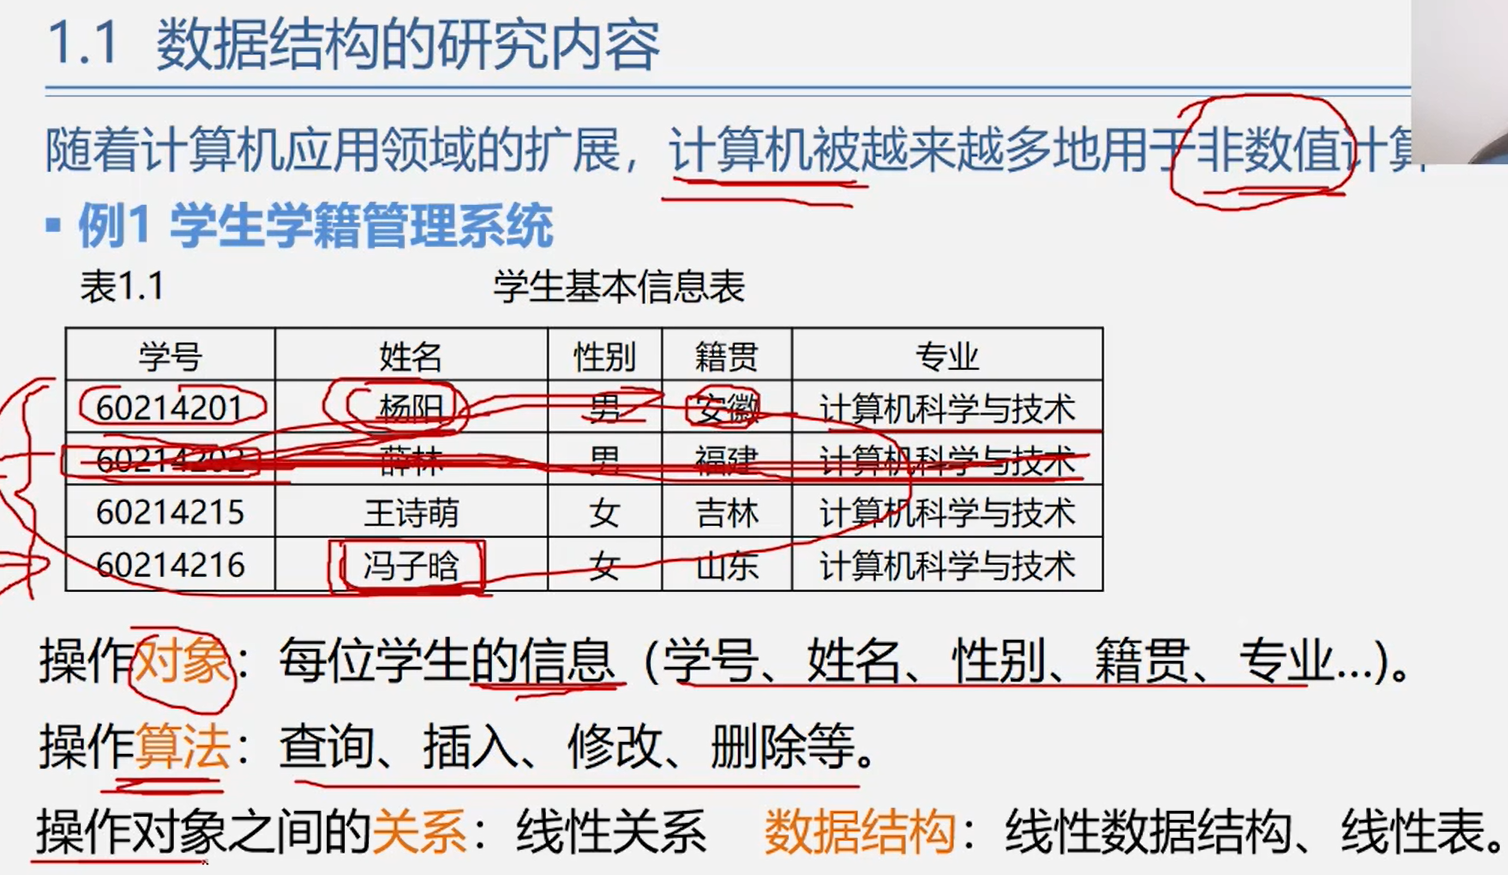 1.1 数据结构的研究内容
随着计算机应用领域的扩展，计算机被越来越多地用于非数值计算
▪ 例1 学生学籍管理系统
表1.1 学生基本信息表
学号 姓名 性别 籍贯 专业
60214201 杨阳 男 安徽 计算机科学与技术
60214202 薛林 男 福建 计算机科学与技术
60214215 王诗萌 女 吉林 计算机科学与技术
60214216 冯子晗 女 山东 计算机科学与技术
操作对象：每位学生的信息（学号、姓名、性别、籍贯、专业...)。
操作算法：查询、插入、修改、删除等。
操作对象之间的关系：线性关系 数据结构：线性数据结构、线性表。